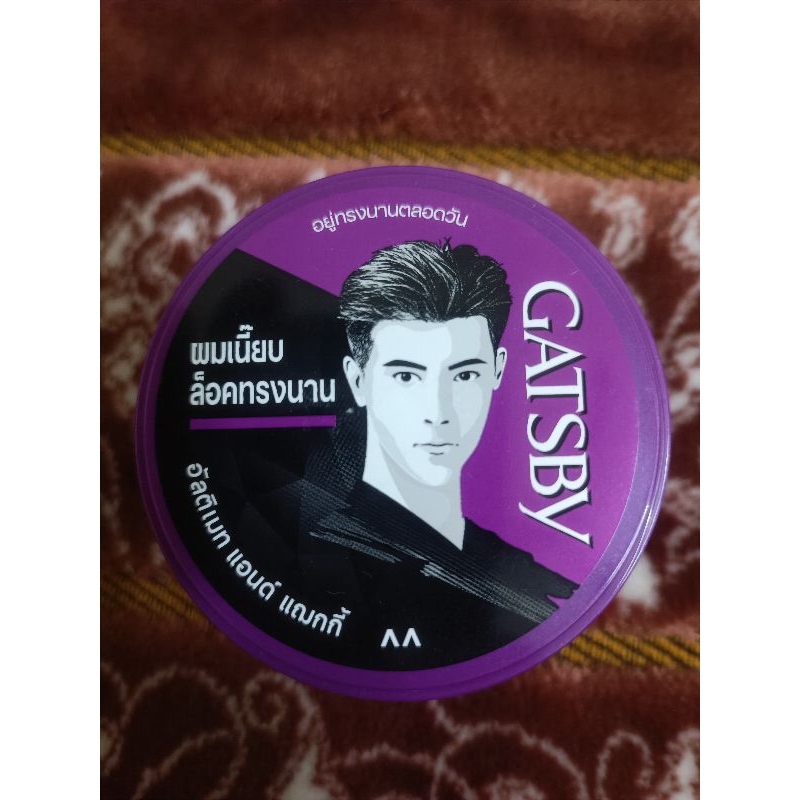 อยู่ทรงนานตลอดวัน
GATSBY
ผมเนี๊ยบ
ล็อคทรงนาน
อัลติเมท แอนด์ แฌกกี้